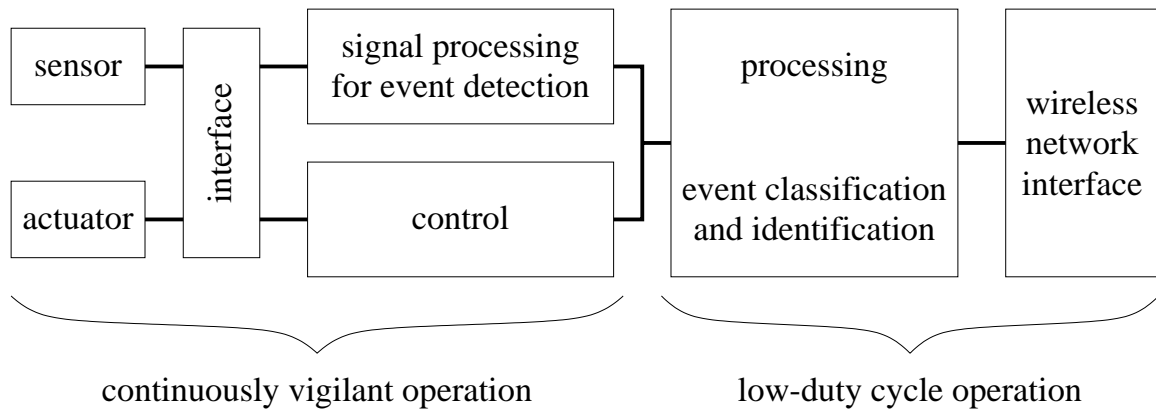 sensor
actuator
interface
signal processing
for event detection
control
processing
event classification
and identification
wireless
network
interface
continuously vigilant operation
low-duty cycle operation